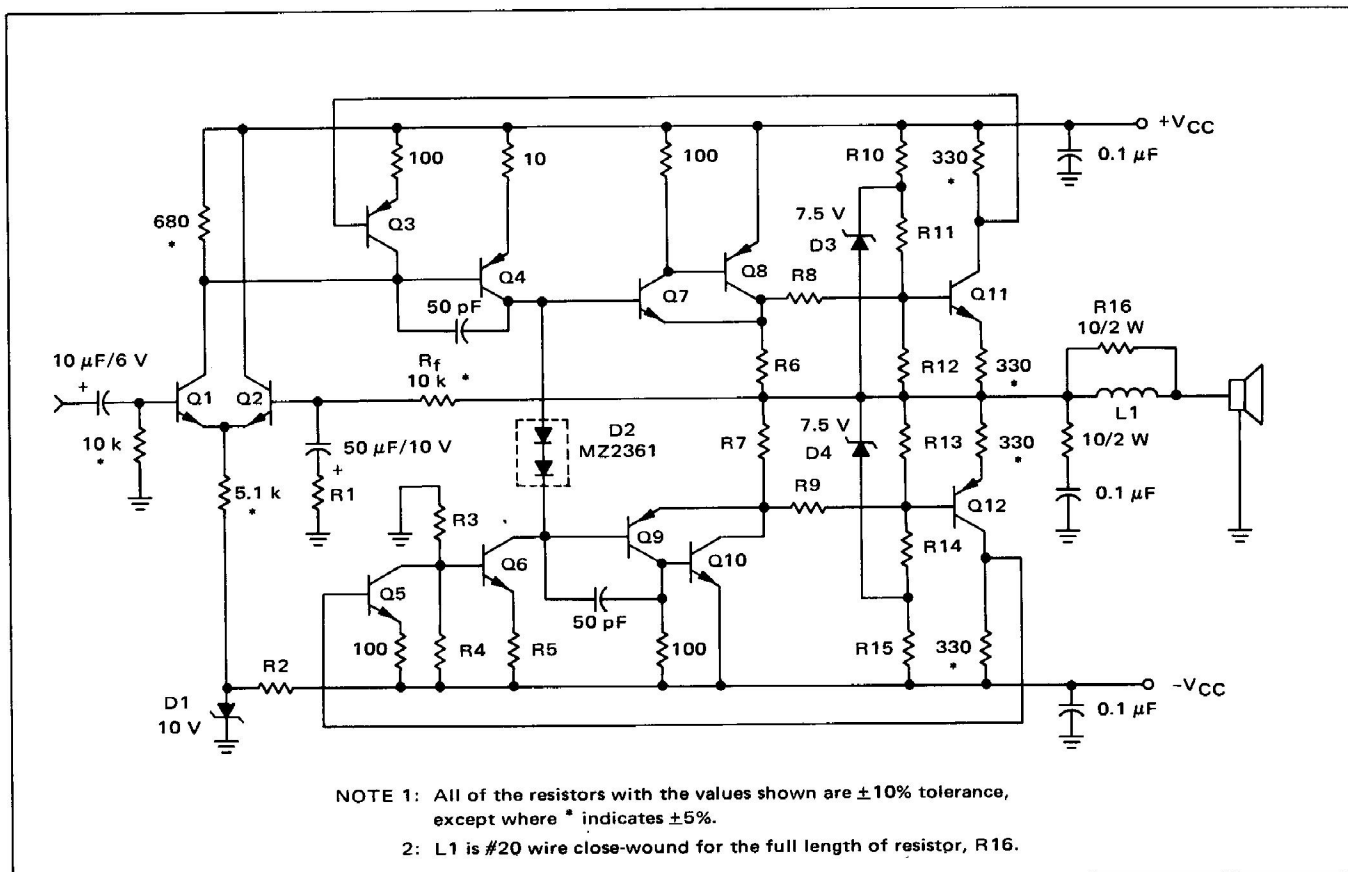 +VCC
100
10
100
R10
330
*
0.1 µF
Q3
7.5 V
D3
R11
680
*
Q4
Q8
R8
Q7
Q11
50 pF
R16
10/2 W
10 µF/6 V
+
Rf
10 k *
R6
R12
330
*
Q1
Q2
L1
10 k
*
50 µF/10 V
+
D2
MZ2361
R7
7.5 V
D4
R13
330
*
10/2 W
5.1 k
*
R1
R9
0.1 µF
R3
Q12
Q9
Q10
R14
Q6
Q5
50 pF
100
R4
R5
100
R15
330
*
R2
−VCC
D1
10 V
0.1 µF
NOTE 1: All of the resistors with the values shown are ±10% tolerance,
except where * indicates ±5%.
2: L1 is #20 wire close-wound for the full length of resistor, R16.